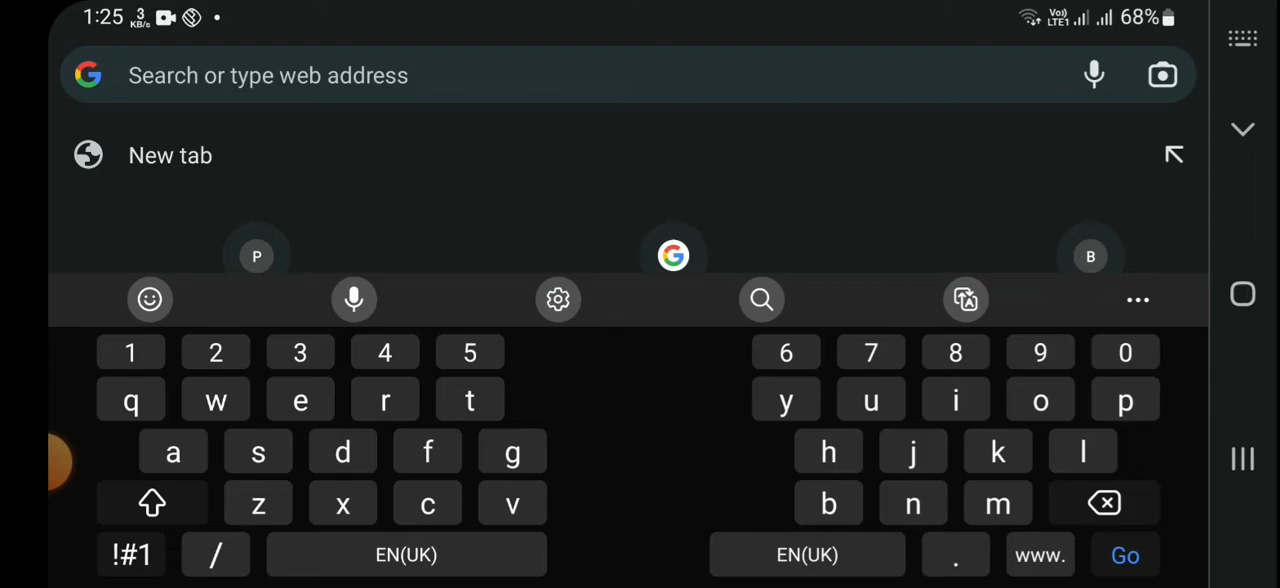 1:25 3 KB/s Vo) LTE1 68%
Search or type web address
New tab
P B
1 2 3 4 5 6 7 8 9 0
q w e r t y u i o p
a s d f g h j k l
z x c v b n m
!#1 / EN(UK) EN(UK) . www. Go